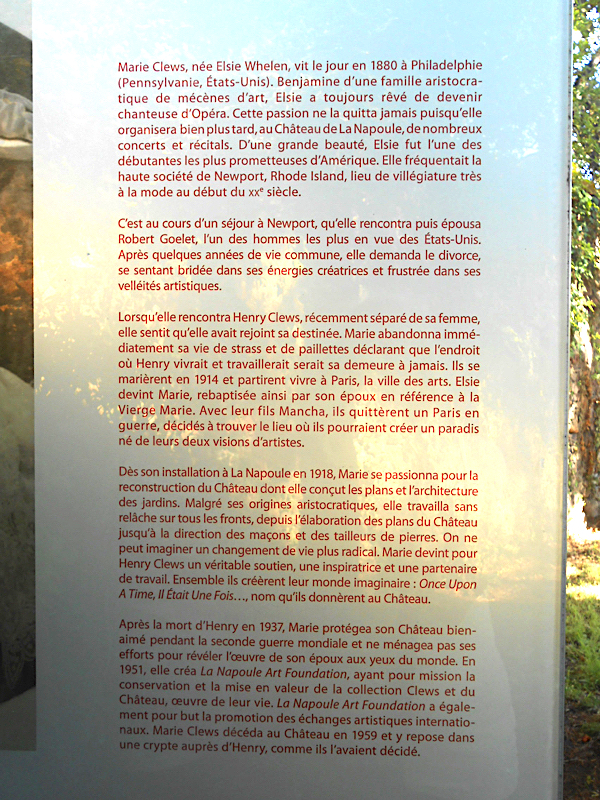 Marie Clews, née Elsie Whelen, vit le jour en 1880 à Philadelphie
(Pennsylvanie, États-Unis). Benjamine d'une famille aristocra-
tique de mécènes d'art, Elsie a toujours rêvé de devenir
chanteuse d'Opéra. Cette passion ne la quitta jamais puisqu'elle
organisera bien plus tard, au Château de La Napoule, de nombreux
concerts et récitals. D'une grande beauté, Elsie fut l'une des
débutantes les plus prometteuses d'Amérique. Elle fréquentait la
haute société de Newport, Rhode Island, lieu de villégiature très
à la mode au début du XXe siècle.
C'est au cours d'un séjour à Newport, qu'elle rencontra puis épousa
Robert Goelet, l'un des hommes les plus en vue des États-Unis.
Après quelques années de vie commune, elle demanda le divorce,
se sentant bridée dans ses énergies créatrices et frustrée dans ses
velléités artistiques.
Lorsqu'elle rencontra Henry Clews, récemment séparé de sa femme,
elle sentit qu'elle avait rejoint sa destinée. Marie abandonna immé-
diatement sa vie de strass et de paillettes déclarant que l'endroit
où Henry vivrait et travaillerait serait sa demeure à jamais. Ils se
marièrent en 1914 et partirent vivre à Paris, la ville des arts. Elsie
devint Marie, rebaptisée ainsi par son époux en référence à la
Vierge Marie. Avec leur fils Mancha, ils quittèrent un Paris en
guerre, décidés à trouver le lieu où ils pourraient créer un paradis
né de leurs deux visions d'artistes.
Dès son installation à La Napoule en 1918, Marie se passionna pour la
reconstruction du Château dont elle conçut les plans et l'architecture
des jardins. Malgré ses origines aristocratiques, elle travailla sans
relâche sur tous les fronts, depuis l'élaboration des plans du Château
jusqu'à la direction des maçons et des tailleurs de pierres. On ne
peut imaginer un changement de vie plus radical. Marie devint pour
Henry Clews un véritable soutien, une inspiratrice et une partenaire
de travail. Ensemble ils créèrent leur monde imaginaire : Once Upon
A Time, Il Était Une Fois…, nom qu'ils donnèrent au Château.
Après la mort d'Henry en 1937, Marie protégea son Château bien-
aimé pendant la seconde guerre mondiale et ne ménagea pas ses
efforts pour révéler l'œuvre de son époux aux yeux du monde. En
1951, elle créa La Napoule Art Foundation, ayant pour mission la
conservation et la mise en valeur de la collection Clews et du
Château, œuvre de leur vie. La Napoule Art Foundation a égale-
ment pour but la promotion des échanges artistiques internatio-
naux. Marie Clews décéda au Château en 1959 et y repose dans
une crypte auprès d'Henry, comme ils l'avaient décidé.